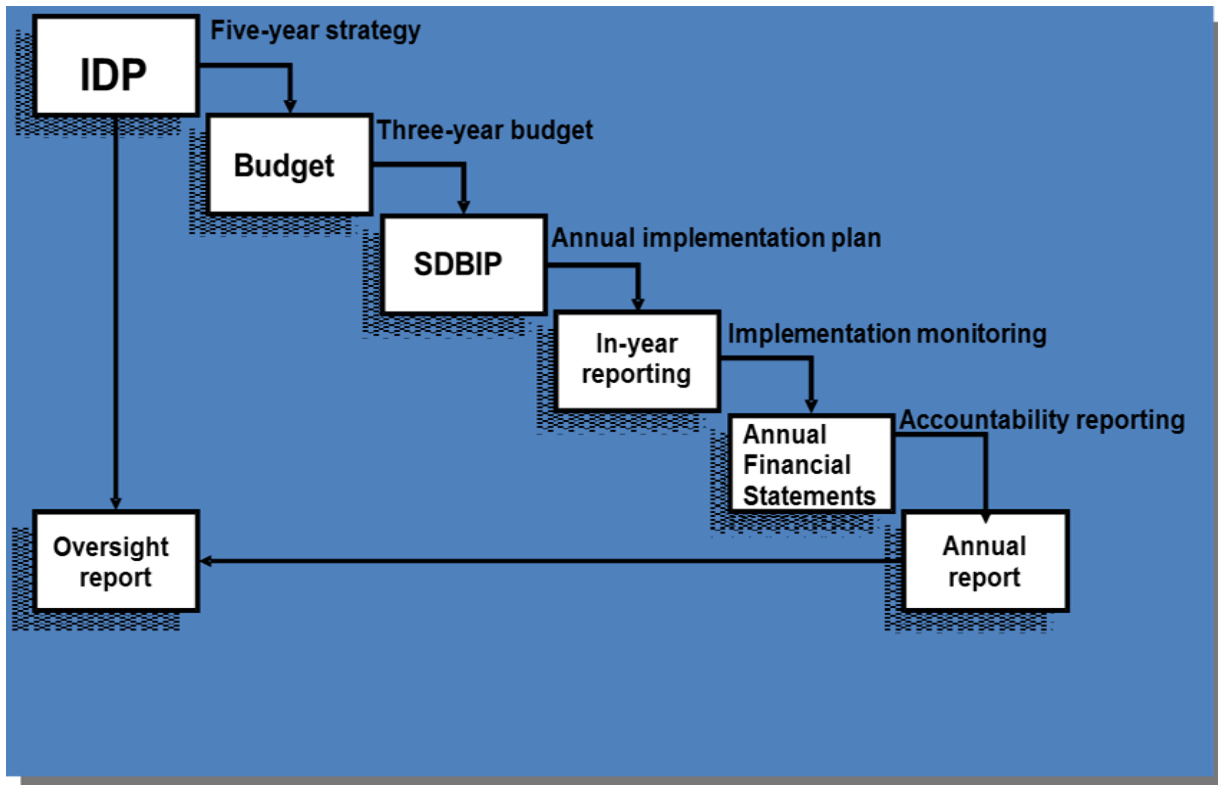 Five-year strategy
IDP
Three-year budget
Budget
Annual implementation plan
SDBIP
Implementation monitoring
In-year
reporting
Accountability reporting
Annual
Financial
Statements
Oversight
report
Annual
report